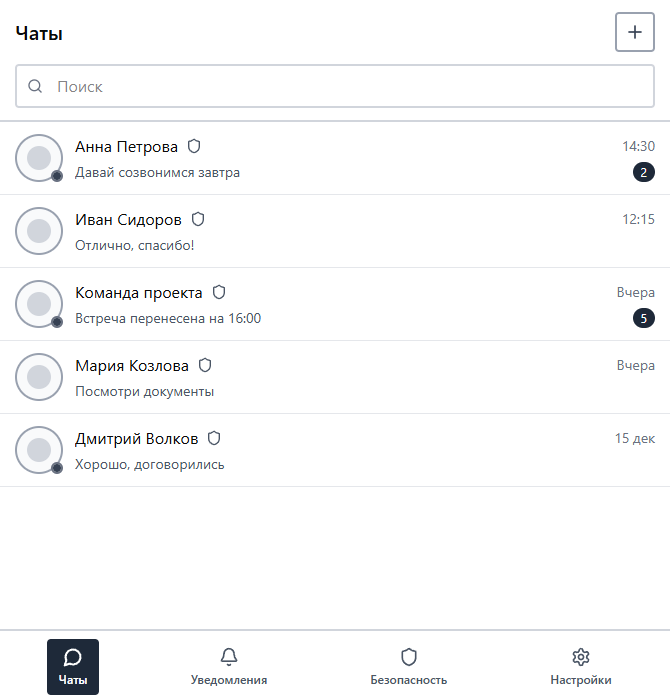 Чаты
Поиск
Анна Петрова 14:30
Давай созвонимся завтра 2
Иван Сидоров 12:15
Отлично, спасибо!
Команда проекта Вчера
Встреча перенесена на 16:00 5
Мария Козлова Вчера
Посмотри документы
Дмитрий Волков 15 дек
Хорошо, договорились
Чаты Уведомления Безопасность Настройки